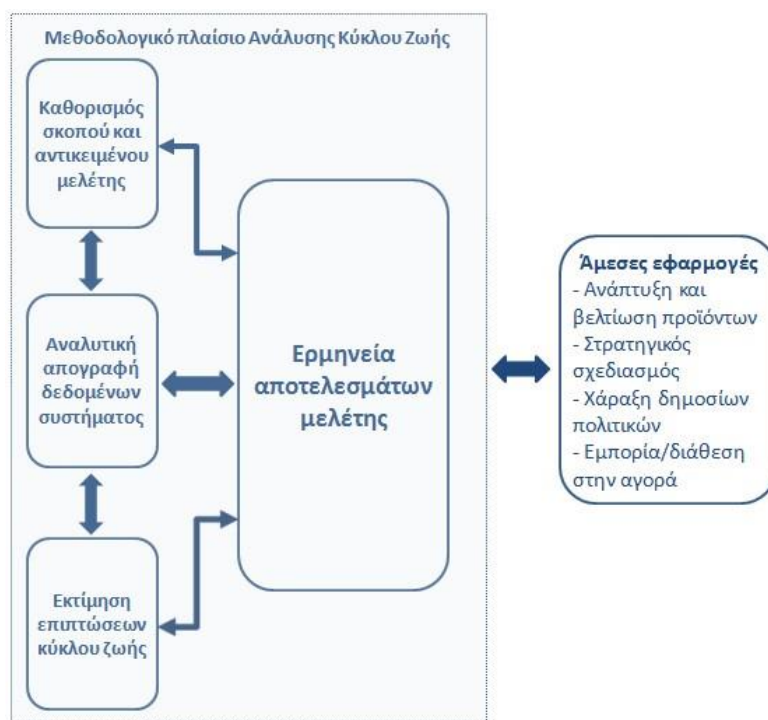 Μεθοδολογικό πλαίσιο Ανάλυσης Κύκλου Ζωής
Καθορισμός
σκοπού και
αντικειμένου
μελέτης
Αναλυτική
απογραφή
δεδομένων
συστήματος
Εκτίμηση
επιπτώσεων
κύκλου ζωής
Ερμηνεία
αποτελεσμάτων
μελέτης
Άμεσες εφαρμογές
- Ανάπτυξη και
βελτίωση προϊόντων
- Στρατηγικός
σχεδιασμός
- Χάραξη δημοσίων
πολιτικών
- Εμπορία/διάθεση
στην αγορά